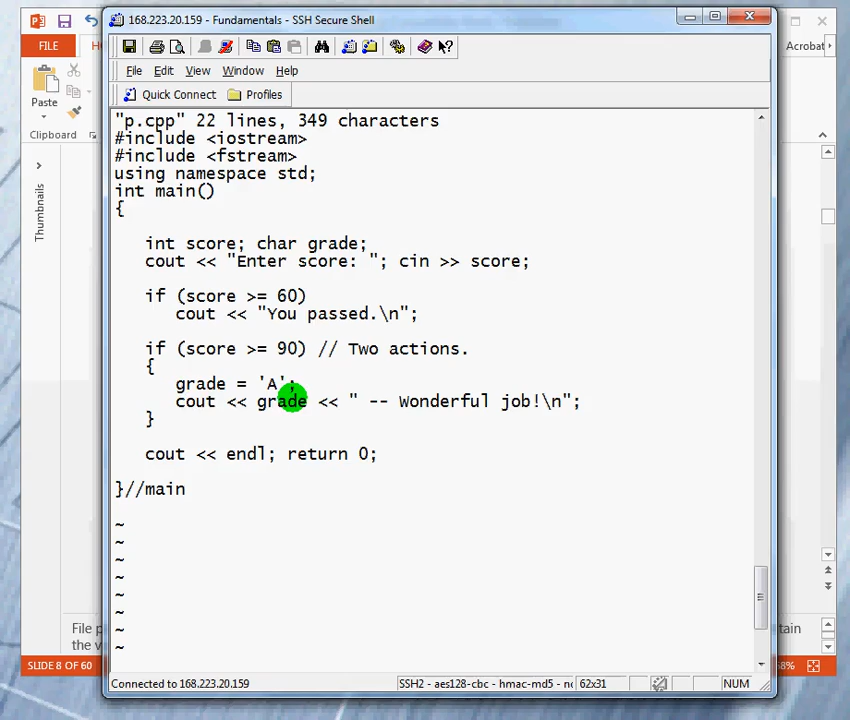 168.223.20.159 - Fundamentals - SSH Secure Shell
FILE
Acrobat
Paste
Clipboard
Thumbnails
File Edit View Window Help
Quick Connect Profiles
"p.cpp" 22 lines, 349 characters
#include <iostream>
#include <fstream>
using namespace std;
int main()
{
int score; char grade;
cout << "Enter score: "; cin >> score;
if (score >= 60)
cout << "You passed.\n";
if (score >= 90) // Two actions.
{
grade = 'A';
cout << grade << " -- Wonderful job!\n";
}
cout << endl; return 0;
}//main
~
~
~
~
~
~
~
~
File
the v
tain
SLIDE 8 OF 60
Connected to 168.223.20.159
SSH2 - aes128-cbc - hmac-md5 -
62x31
NUM